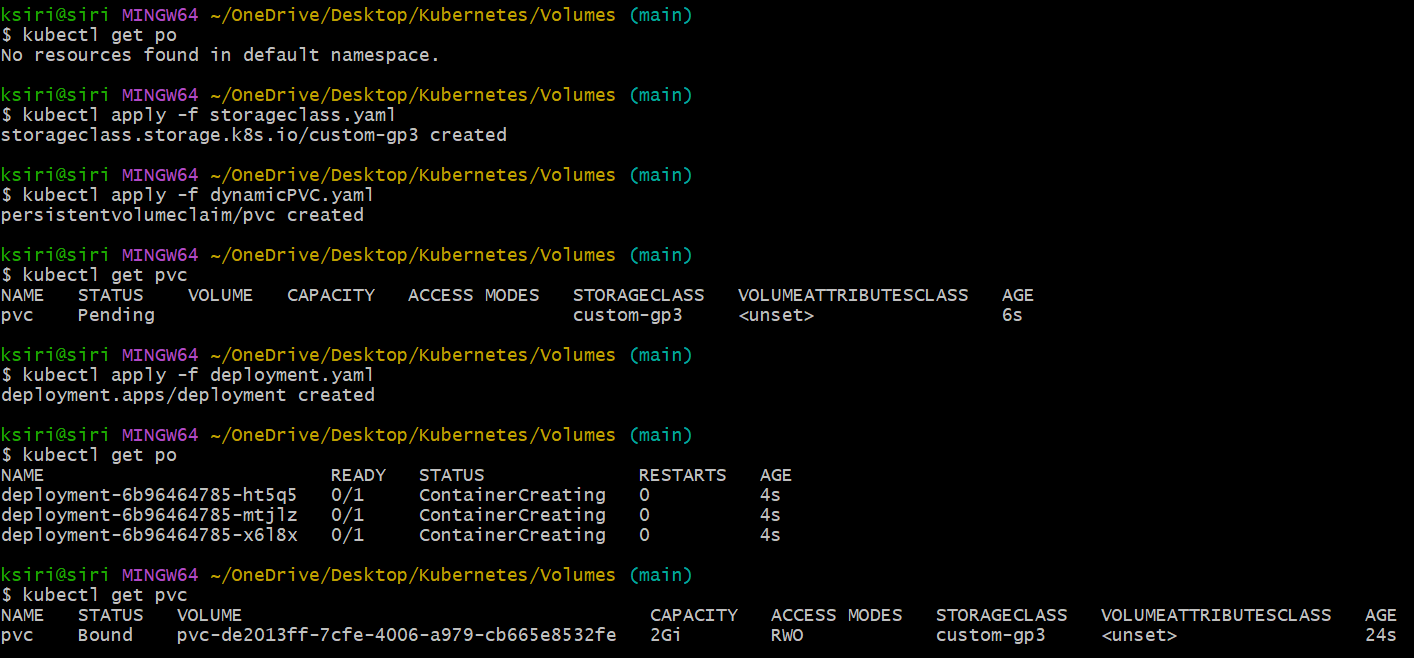 ksiri@siri MINGW64 ~/OneDrive/Desktop/Kubernetes/Volumes (main)
$ kubectl get po
No resources found in default namespace.

ksiri@siri MINGW64 ~/OneDrive/Desktop/Kubernetes/Volumes (main)
$ kubectl apply -f storageclass.yaml
storageclass.storage.k8s.io/custom-gp3 created

ksiri@siri MINGW64 ~/OneDrive/Desktop/Kubernetes/Volumes (main)
$ kubectl apply -f dynamicPVC.yaml
persistentvolumeclaim/pvc created

ksiri@siri MINGW64 ~/OneDrive/Desktop/Kubernetes/Volumes (main)
$ kubectl get pvc
NAME   STATUS    VOLUME   CAPACITY   ACCESS MODES   STORAGECLASS   VOLUMEATTRIBUTESCLASS   AGE
pvc    Pending                                      custom-gp3     <unset>                 6s

ksiri@siri MINGW64 ~/OneDrive/Desktop/Kubernetes/Volumes (main)
$ kubectl apply -f deployment.yaml
deployment.apps/deployment created

ksiri@siri MINGW64 ~/OneDrive/Desktop/Kubernetes/Volumes (main)
$ kubectl get po
NAME                          READY   STATUS              RESTARTS   AGE
deployment-6b96464785-ht5q5   0/1     ContainerCreating   0          4s
deployment-6b96464785-mtjlz   0/1     ContainerCreating   0          4s
deployment-6b96464785-x6l8x   0/1     ContainerCreating   0          4s

ksiri@siri MINGW64 ~/OneDrive/Desktop/Kubernetes/Volumes (main)
$ kubectl get pvc
NAME   STATUS   VOLUME                                     CAPACITY   ACCESS MODES   STORAGECLASS   VOLUMEATTRIBUTESCLASS   AGE
pvc    Bound    pvc-de2013ff-7cfe-4006-a979-cb665e8532fe   2Gi        RWO            custom-gp3     <unset>                 24s